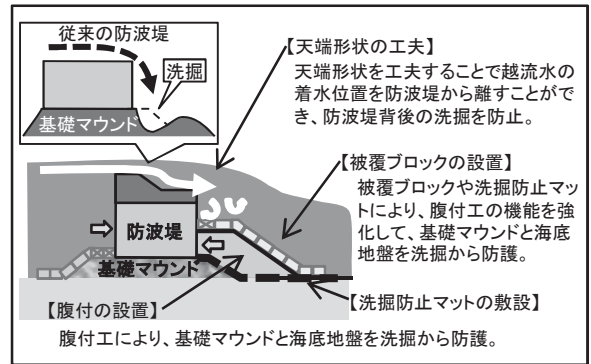 従来の防波堤
洗掘
基礎マウンド
【天端形状の工夫】
天端形状を工夫することで越流水の
着水位置を防波堤から離すことがで
き、防波堤背後の洗掘を防止。
【被覆ブロックの設置】
被覆ブロックや洗掘防止マッ
トにより、腹付工の機能を強
化して、基礎マウンドと海底
地盤を洗掘から防護。
防波堤
基礎マウンド
【腹付の設置】
【洗掘防止マットの敷設】
腹付工により、基礎マウンドと海底地盤を洗掘から防護。